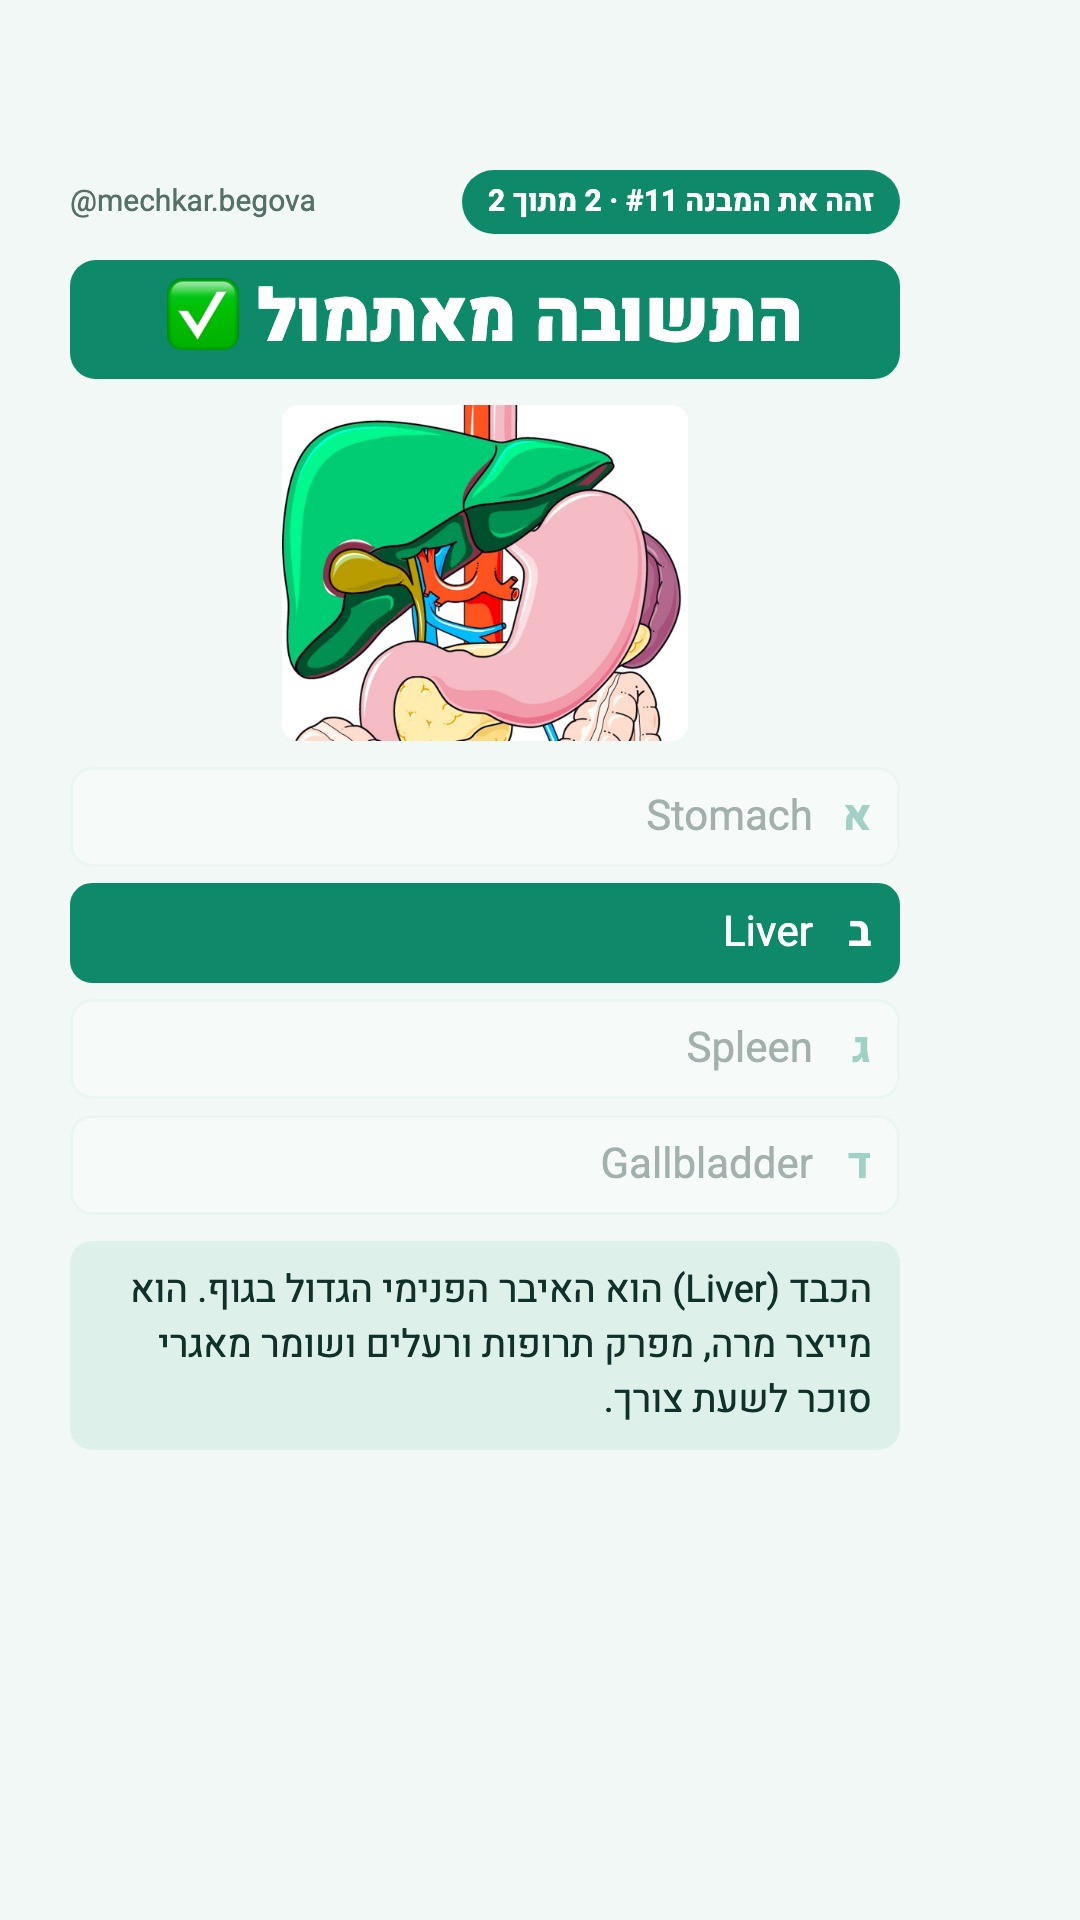 @mechkar.begova
זהה את המבנה #11 · 2 מתוך 2
התשובה מאתמול ✅
א Stomach
ב Liver
ג Spleen
ד Gallbladder
הכבד (Liver) הוא האיבר הפנימי הגדול בגוף. הוא
מייצר מרה, מפרק תרופות ורעלים ושומר מאגרי
סוכר לשעת צורך.